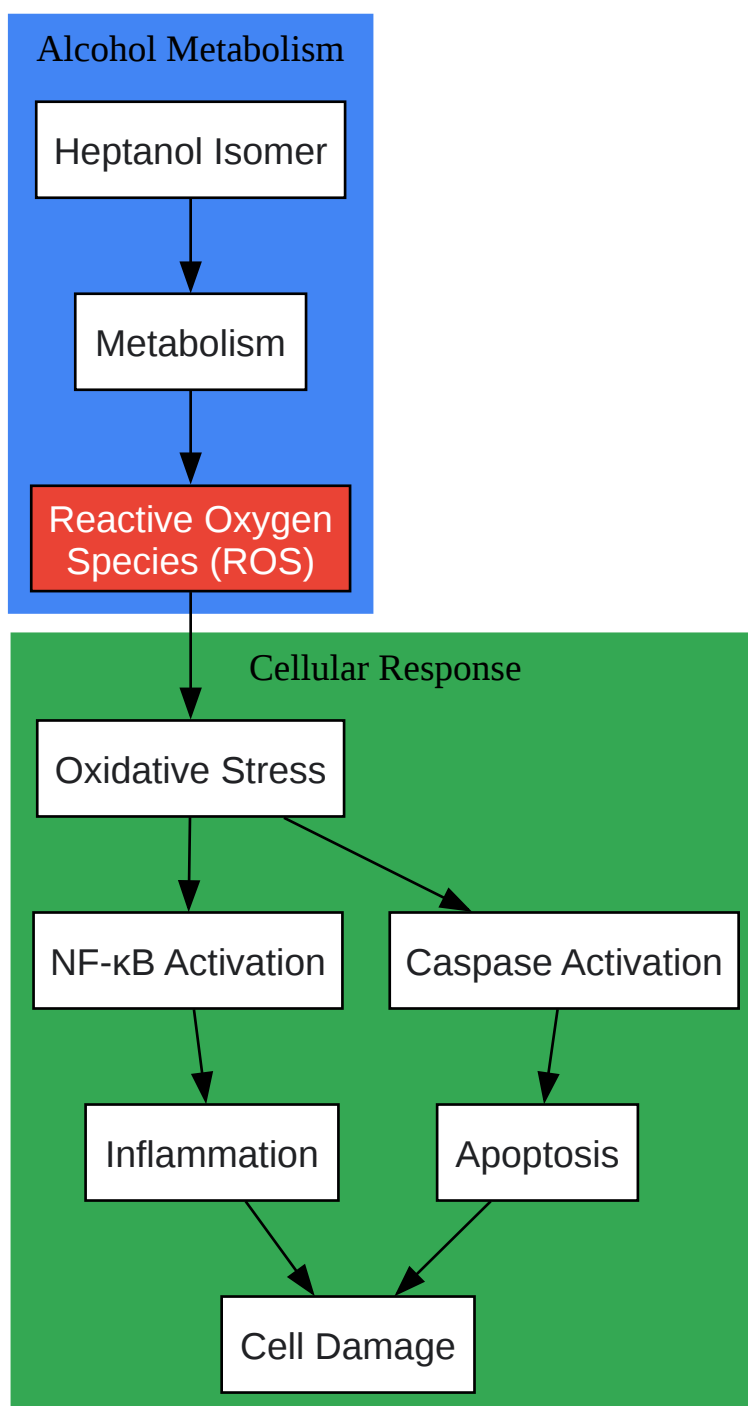 Alcohol Metabolism
Heptanol Isomer
Metabolism
Reactive Oxygen
Species (ROS)
Cellular Response
Oxidative Stress
NF-κB Activation
Caspase Activation
Inflammation
Apoptosis
Cell Damage